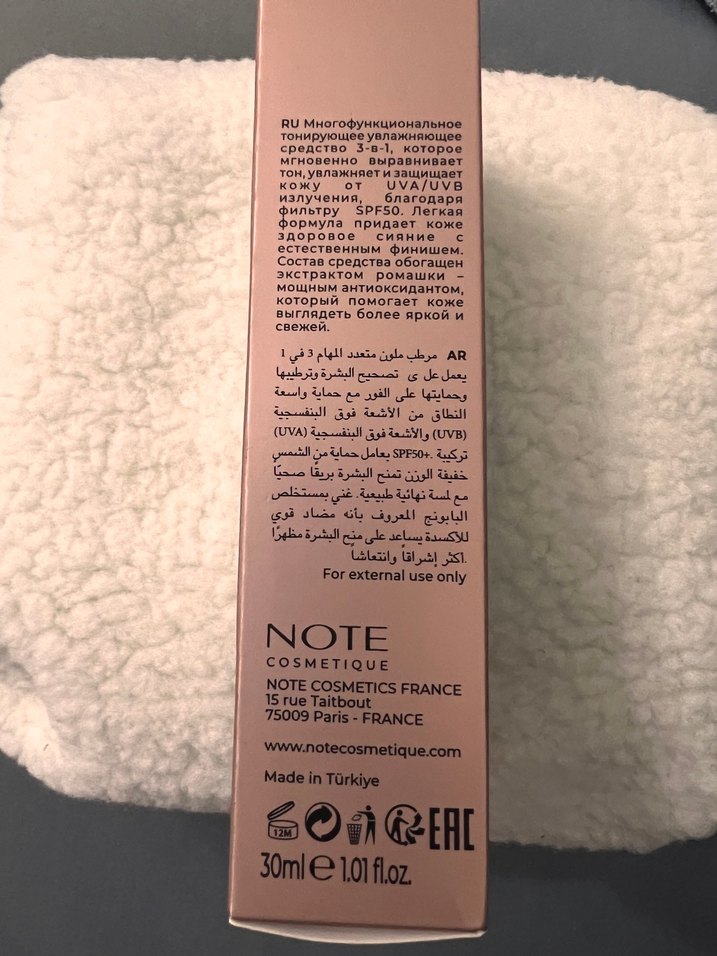 RU Многофункциональное
тонирующее увлажняющее
средство 3-в-1, которое
мгновенно выравнивает
тон, увлажняет и защищает
кожу от UVA/UVB
излучения, благодаря
фильтру SPF50. Легкая
формула придает коже
здоровое сияние с
естественным финишем.
Состав средства обогащен
экстрактом ромашки –
мощным антиоксидантом,
который помогает коже
выглядеть более яркой и
свежей.
AR مرطب ملون متعدد المهام 3 في 1
يعمل عل ى تصحيح البشرة وترطيبها
وحمايتها على الفور مع حماية واسعة
النطاق من الأشعة فوق البنفسجية
(UVB) والأشعة فوق البنفسجية (UVA)
تركيبة .+SPF50 بعامل حماية من الشمس
خفيفة الوزن تمنح البشرة بريقًا صحيًا
مع لمسة نهائية طبيعية. غني بمستخلص
البابونج المعروف بأنه مضاد قوي
للاكسدة يساعد على منح البشرة مظهرًا
.اكثر إشراقاً وانتعاشاً
For external use only
NOTE
COSMETIQUE
NOTE COSMETICS FRANCE
15 rue Taitbout
75009 Paris - FRANCE
www.notecosmetique.com
Made in Türkiye
12M EAC
30ml e 1.01 fl.oz.